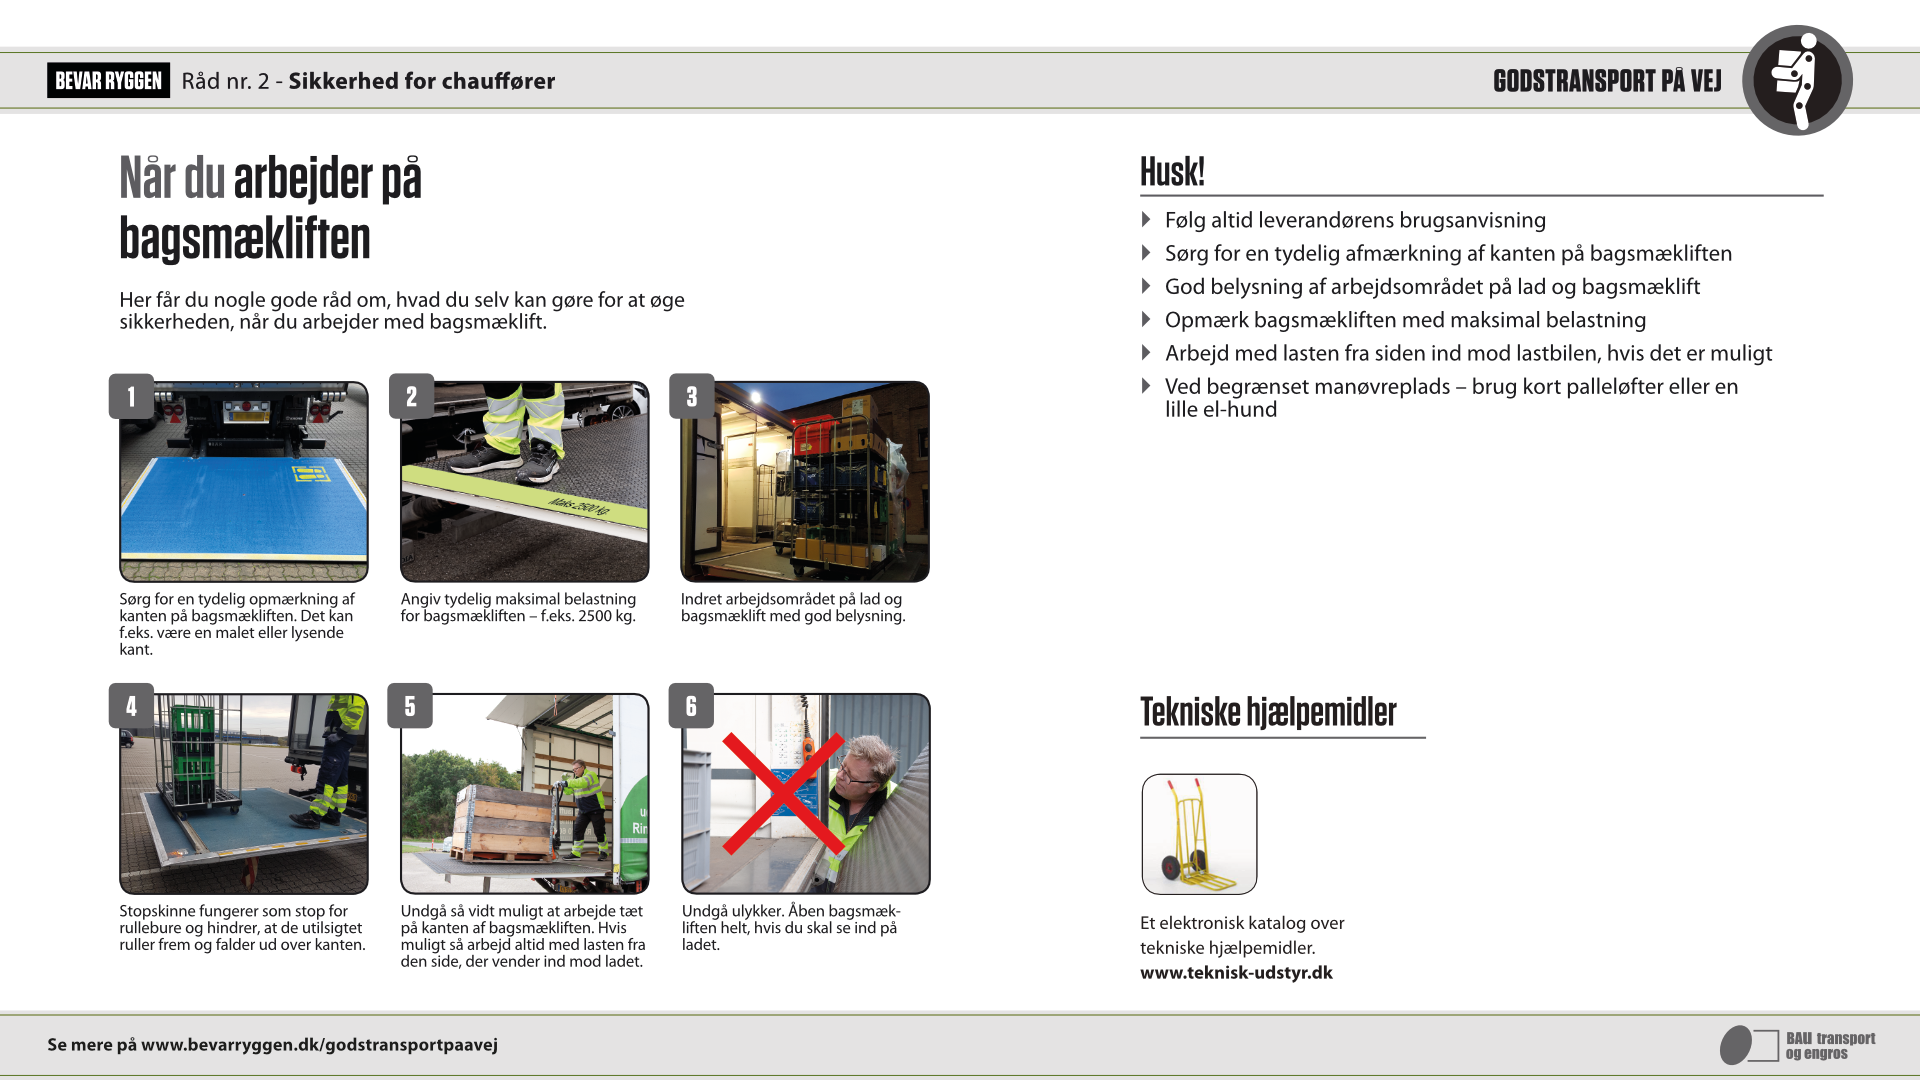 BEVAR RYGGEN Råd nr. 2 - Sikkerhed for chauffører
GODSTRANSPORT PÅ VEJ
Når du arbejder på
bagsmækliften
Her får du nogle gode råd om, hvad du selv kan gøre for at øge
sikkerheden, når du arbejder med bagsmæklift.
1
Sørg for en tydelig opmærkning af
kanten på bagsmækliften. Det kan
f.eks. være en malet eller lysende
kant.
2
Maks 2500 kg.
Angiv tydelig maksimal belastning
for bagsmækliften – f.eks. 2500 kg.
3
Indret arbejdsområdet på lad og
bagsmæklift med god belysning.
4
Stopskinne fungerer som stop for
rullebure og hindrer, at de utilsigtet
ruller frem og falder ud over kanten.
5
Undgå så vidt muligt at arbejde tæt
på kanten af bagsmækliften. Hvis
muligt så arbejd altid med lasten fra
den side, der vender ind mod ladet.
6
Undgå ulykker. Åben bagsmæk-
liften helt, hvis du skal se ind på
ladet.
Husk!
Følg altid leverandørens brugsanvisning
Sørg for en tydelig afmærkning af kanten på bagsmækliften
God belysning af arbejdsområdet på lad og bagsmæklift
Opmærk bagsmækliften med maksimal belastning
Arbejd med lasten fra siden ind mod lastbilen, hvis det er muligt
Ved begrænset manøvreplads – brug kort palleløfter eller en
lille el-hund
Tekniske hjælpemidler
Et elektronisk katalog over
tekniske hjælpemidler.
www.teknisk-udstyr.dk
Se mere på www.bevarryggen.dk/godstransportpaavej
BAU transport
og engros